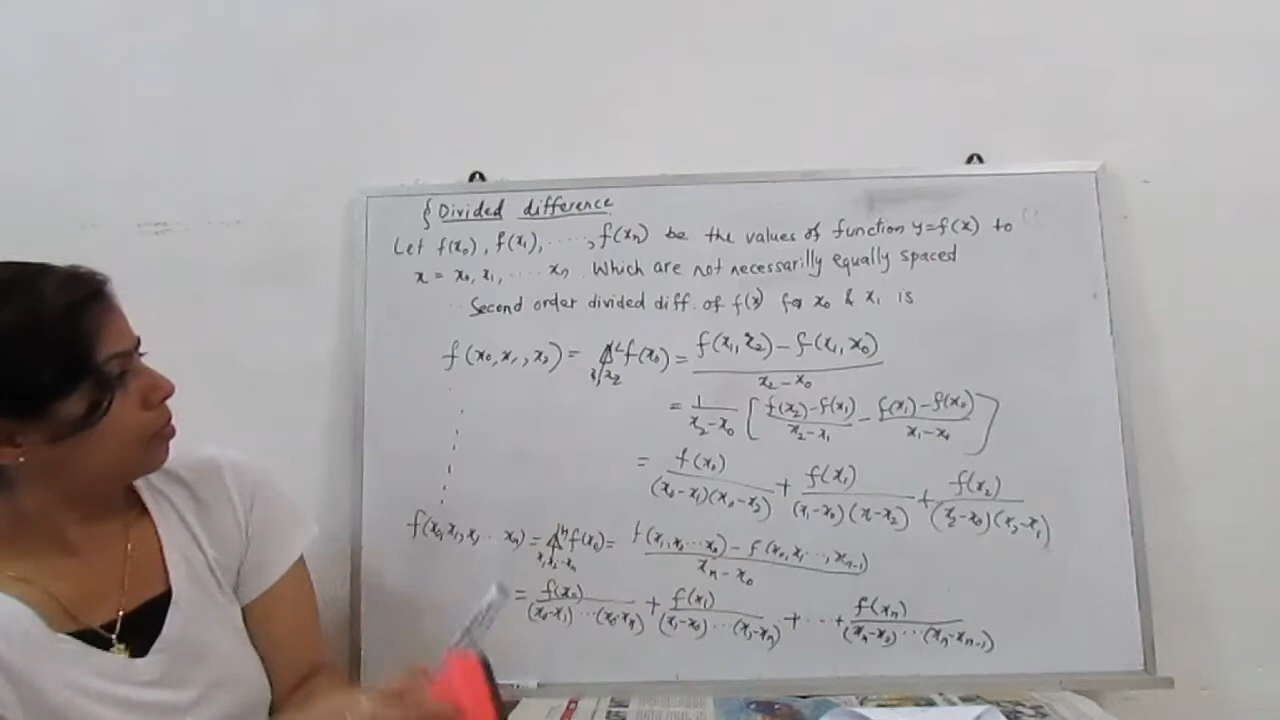 § Divided difference
Let f(x₀), f(x₁), ....., f(xₙ) be the values of function y=f(x) to
x = x₀, x₁, ..... xₙ. Which are not necessarilly equally spaced
Second order divided diff. of f(x) for x₀ & x₁ is
f(x₀, x₁, x₂) = ⍋² f(x₀) = (f(x₁, x₂) - f(x₁, x₀)) / (x₂ - x₀)
= 1/(x₂-x₀) [ (f(x₂)-f(x₁))/(x₂-x₁) - (f(x₁)-f(x₀))/(x₁-x₀) ]
= f(x₀)/((x₀-x₁)(x₀-x₂)) + f(x₁)/((x₁-x₀)(x₁-x₂)) + f(x₂)/((x₂-x₀)(x₂-x₁))
f(x₀, x₁, x₂ ... xₙ) = ⍋ⁿ f(x₀) = (f(x₁, x₂ ... xₙ) - f(x₀, x₁ ..., xₙ₋₁)) / (xₙ - x₀)
= f(x₀)/((x₀-x₁) ... (x₀-xₙ)) + f(x₁)/((x₁-x₀) ... (x₁-xₙ)) + ... + f(xₙ)/((xₙ-x₀) ... (xₙ-xₙ₋₁))